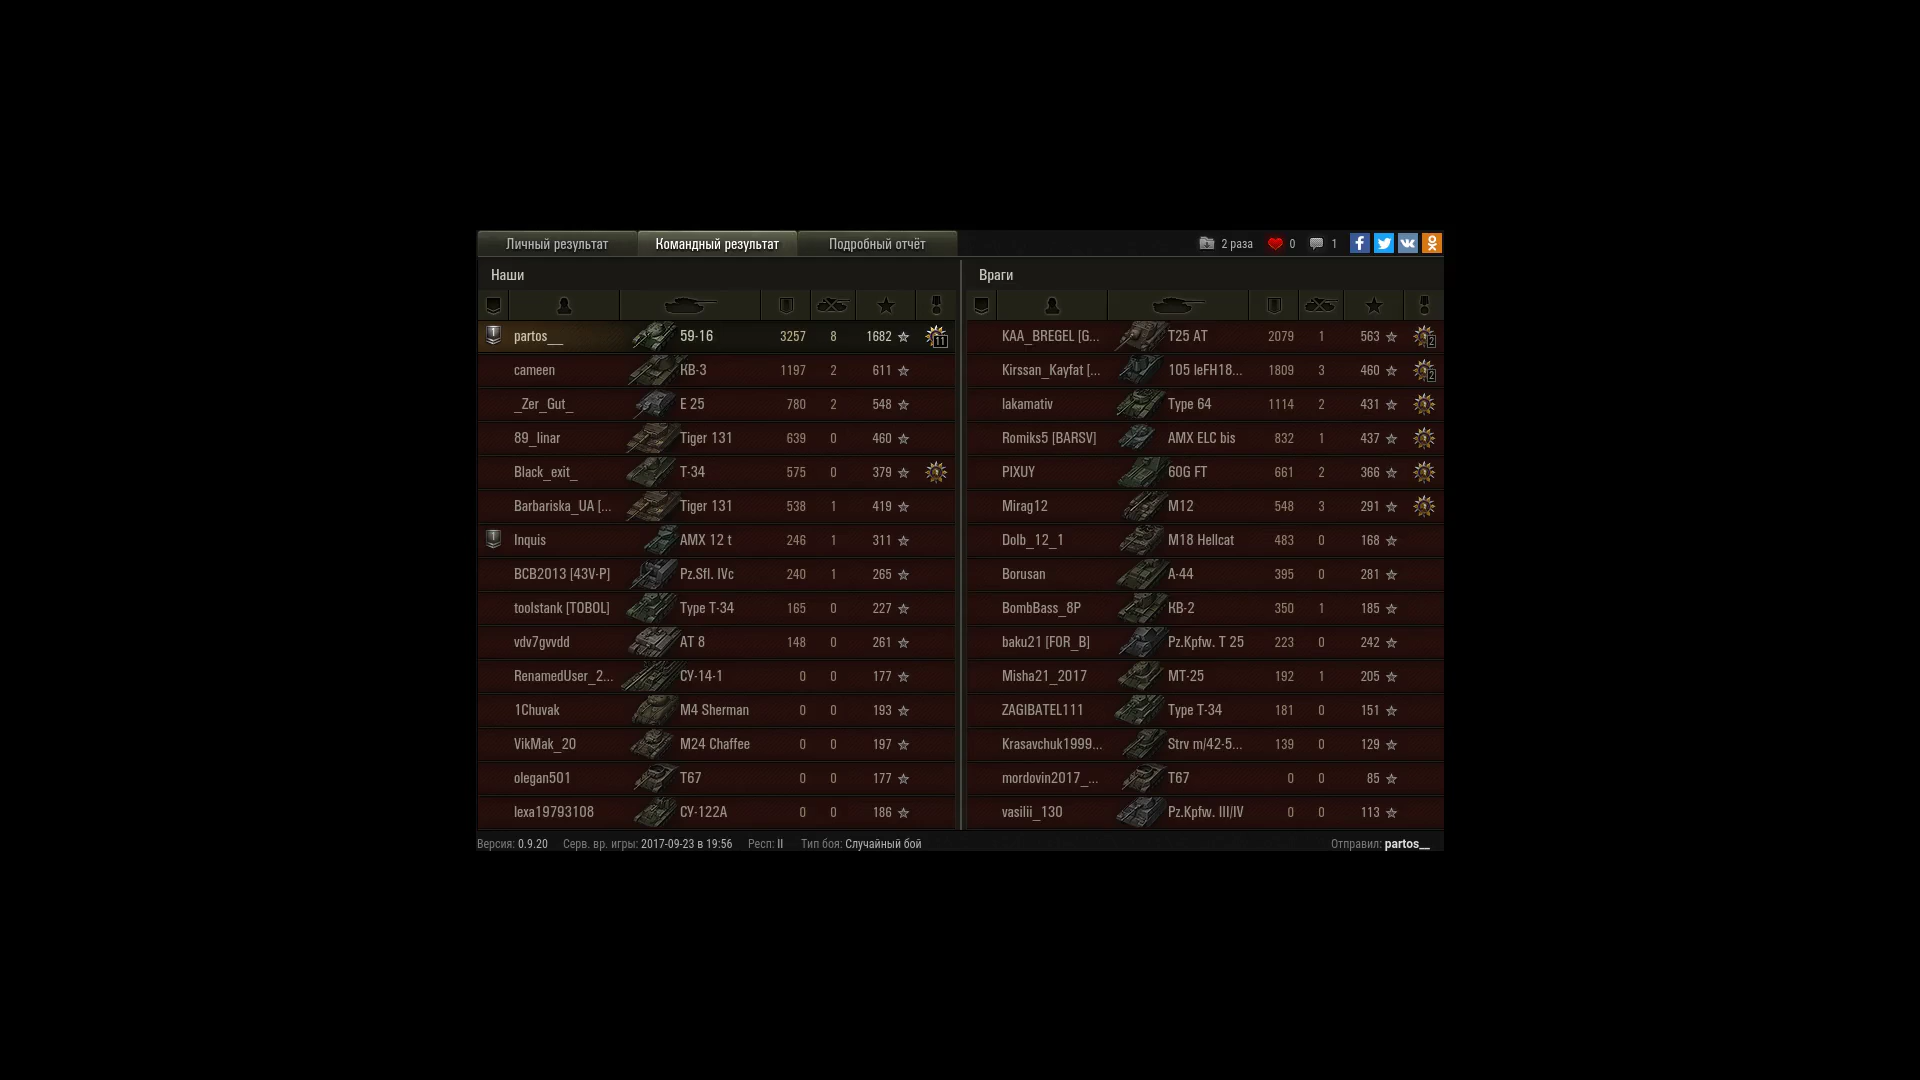 Личный результат Командный результат Подробный отчёт 2 раза 0 1
Наши Враги
partos__ 59-16 3257 8 1682 11
cameen КВ-3 1197 2 611
_Zer_Gut_ E 25 780 2 548
89_linar Tiger 131 639 0 460
Black_exit_ Т-34 575 0 379
Barbariska_UA [... Tiger 131 538 1 419
Inquis AMX 12 t 246 1 311
BCB2013 [43V-P] Pz.Sfl. IVc 240 1 265
toolstank [TOBOL] Type T-34 165 0 227
vdv7gvvdd AT 8 148 0 261
RenamedUser_2... СУ-14-1 0 0 177
1Chuvak M4 Sherman 0 0 193
VikMak_20 M24 Chaffee 0 0 197
olegan501 T67 0 0 177
lexa19793108 СУ-122А 0 0 186
KAA_BREGEL [G... T25 AT 2079 1 563 2
Kirssan_Kayfat [... 105 leFH18... 1809 3 460 2
lakamativ Type 64 1114 2 431
Romiks5 [BARSV] AMX ELC bis 832 1 437
PIXUY 60G FT 661 2 366
Mirag12 M12 548 3 291
Dolb_12_1 M18 Hellcat 483 0 168
Borusan А-44 395 0 281
BombBass_8P КВ-2 350 1 185
baku21 [FOR_B] Pz.Kpfw. T 25 223 0 242
Misha21_2017 МТ-25 192 1 205
ZAGIBATEL111 Type T-34 181 0 151
Krasavchuk1999... Strv m/42-5... 139 0 129
mordovin2017_... T67 0 0 85
vasilii_130 Pz.Kpfw. III/IV 0 0 113
Версия: 0.9.20 Серв. вр. игры: 2017-09-23 в 19:56 Респ: II Тип боя: Случайный бой Отправил: partos__